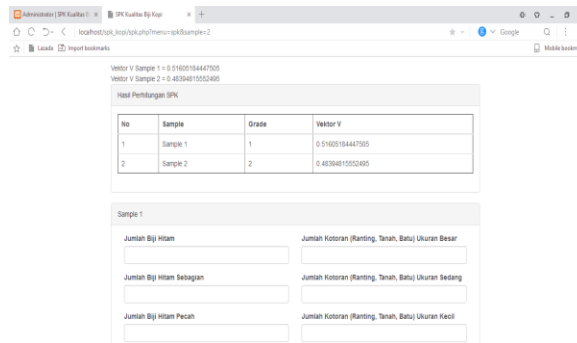 Administrator | SPK Kualitas B
SPK Kualitas Biji Kopi
localhost/spk_kopi/spk.php?menu=spk&sample=2
Google
Lazada
Import bookmarks
Mobile bookm
Vektor V Sample 1 = 0.51605184447505
Vektor V Sample 2 = 0.48394815552495
Hasil Perhitungan SPK
No Sample Grade Vektor V
1 Sample 1 1 0.51605184447505
2 Sample 2 2 0.48394815552495
Sample 1
Jumlah Biji Hitam Jumlah Kotoran (Ranting, Tanah, Batu) Ukuran Besar
Jumlah Biji Hitam Sebagian Jumlah Kotoran (Ranting, Tanah, Batu) Ukuran Sedang
Jumlah Biji Hitam Pecah Jumlah Kotoran (Ranting, Tanah, Batu) Ukuran Kecil